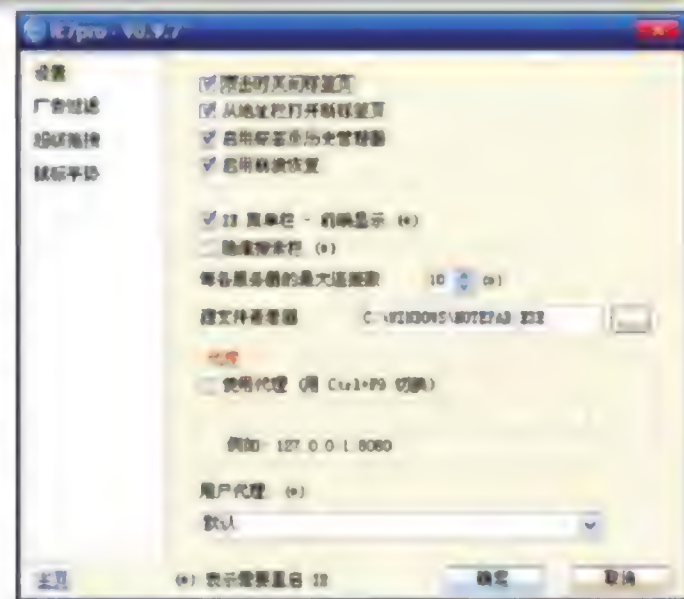 IE7pro - V0.9.7
设置
广告过滤
超级拖拽
鼠标手势
双击时关闭标签页
从地址栏打开新标签页
启用标签页历史管理器
启用崩溃恢复
IE 菜单栏 - 前端显示 (*)
隐藏搜索栏 (*)
每台服务器的最大连接数 10 (*)
源文件查看器 C:\WINDOWS\NOTEPAD.EXE ...
代理
使用代理 (用 Ctrl+F9 切换)
例如: 127.0.0.1:8080
用户代理 (*)
默认
主页
(*) 表示需要重启 IE
确定
取消